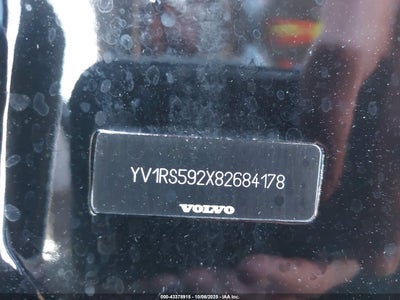 YV1RS592X82684178
VOLVO
000-43378915 - 10/06/2025 - IAA Inc.